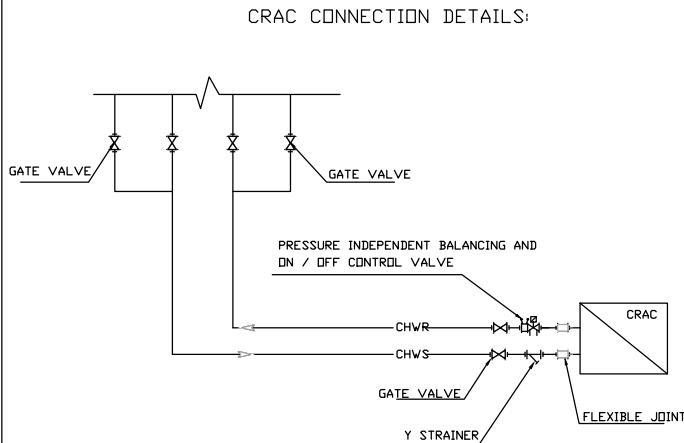 CRAC CONNECTION DETAILS:
GATE VALVE
GATE VALVE
PRESSURE INDEPENDENT BALANCING AND
ON / OFF CONTROL VALVE
CRAC
CHWR
CHWS
GATE VALVE
FLEXIBLE JOINT
Y STRAINER